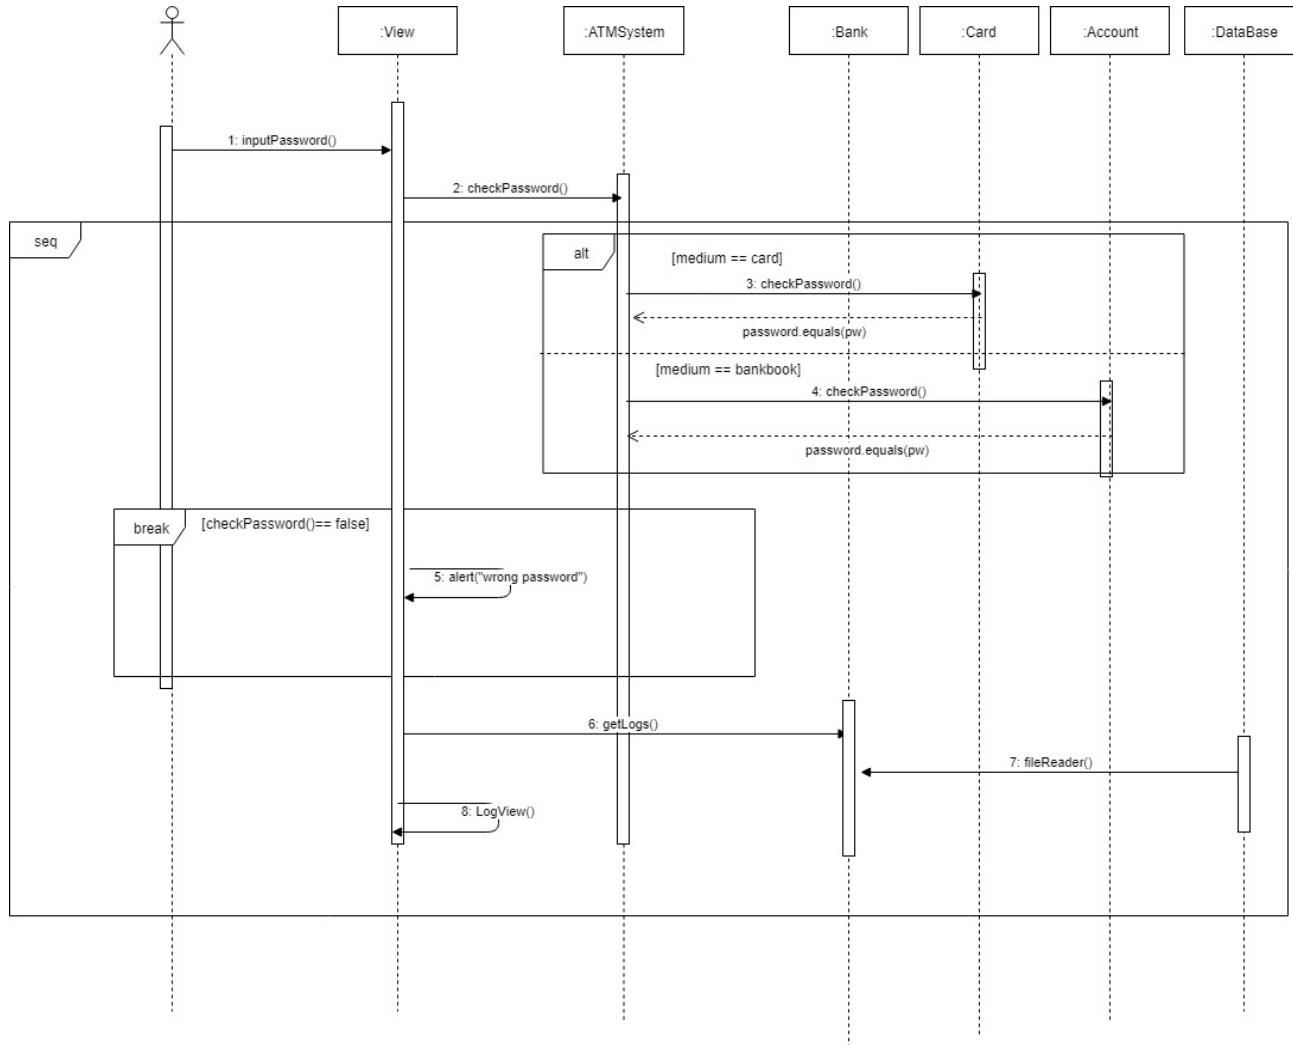 :View
:ATMSystem
:Bank
:Card
:Account
:DataBase
1: inputPassword()
2: checkPassword()
seq
alt
[medium == card]
3: checkPassword()
password.equals(pw)
[medium == bankbook]
4: checkPassword()
password.equals(pw)
break
[checkPassword()== false]
5: alert("wrong password")
6: getLogs()
7: fileReader()
8: LogView()